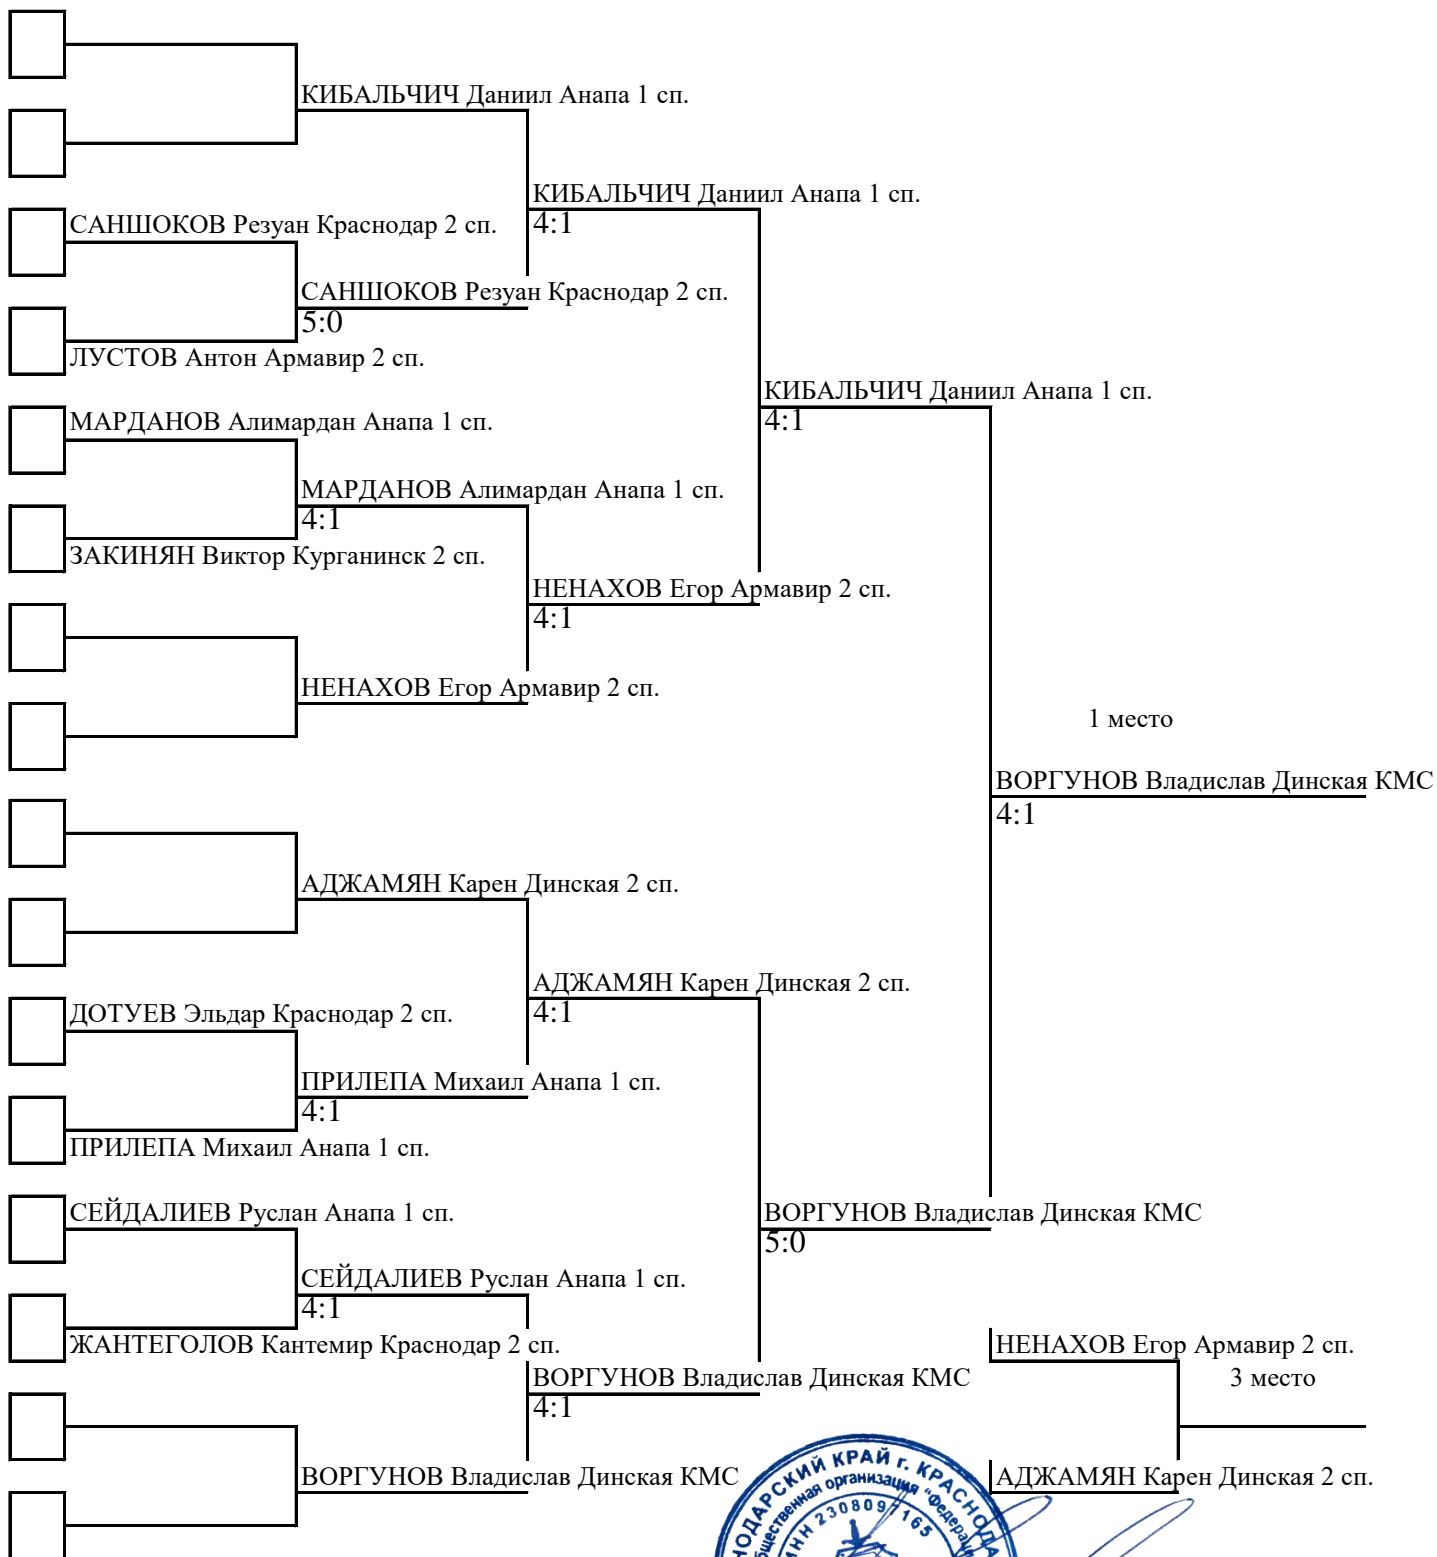 КИБАЛЬЧИЧ Даниил Анапа 1 сп.
КИБАЛЬЧИЧ Даниил Анапа 1 сп.
4:1
САНШОКОВ Резуан Краснодар 2 сп.
САНШОКОВ Резуан Краснодар 2 сп.
5:0
ЛУСТОВ Антон Армавир 2 сп.
КИБАЛЬЧИЧ Даниил Анапа 1 сп.
4:1
МАРДАНОВ Алимардан Анапа 1 сп.
МАРДАНОВ Алимардан Анапа 1 сп.
4:1
ЗАКИНЯН Виктор Курганинск 2 сп.
НЕНАХОВ Егор Армавир 2 сп.
4:1
НЕНАХОВ Егор Армавир 2 сп.
1 место
ВОРГУНОВ Владислав Динская КМС
4:1
АДЖАМЯН Карен Динская 2 сп.
АДЖАМЯН Карен Динская 2 сп.
4:1
ДОТУЕВ Эльдар Краснодар 2 сп.
ПРИЛЕПА Михаил Анапа 1 сп.
4:1
ПРИЛЕПА Михаил Анапа 1 сп.
СЕЙДАЛИЕВ Руслан Анапа 1 сп.
ВОРГУНОВ Владислав Динская КМС
5:0
СЕЙДАЛИЕВ Руслан Анапа 1 сп.
4:1
ЖАНТЕГОЛОВ Кантемир Краснодар 2 сп.
НЕНАХОВ Егор Армавир 2 сп.
ВОРГУНОВ Владислав Динская КМС
3 место
4:1
ВОРГУНОВ Владислав Динская КМС
АДЖАМЯН Карен Динская 2 сп.
КРАЙ г.
организация
ИНН 2308097165